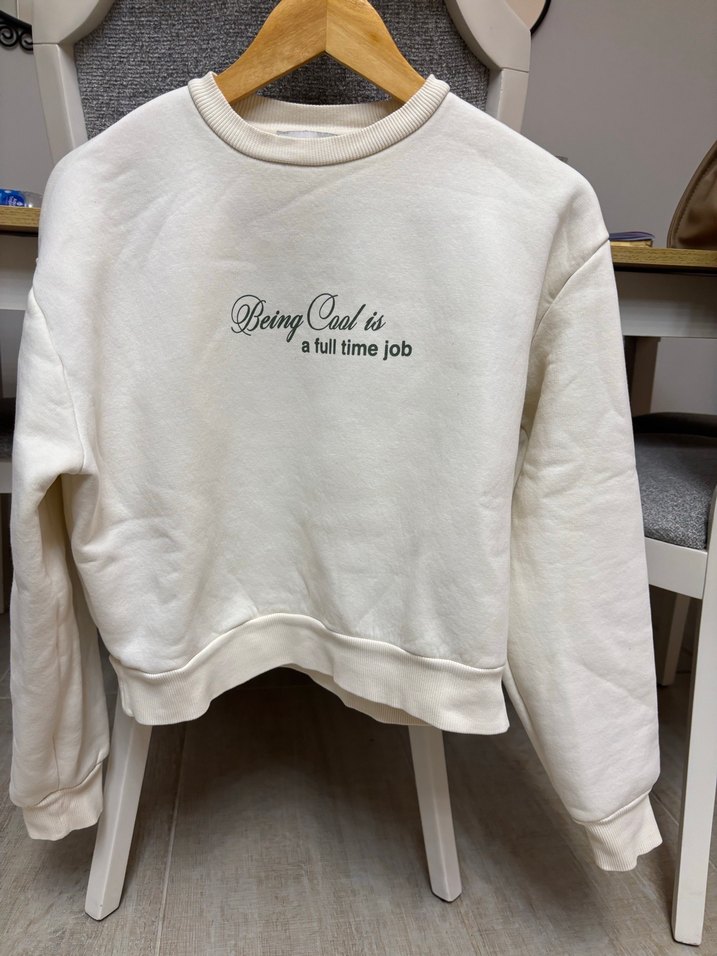 Being Cool is
a full time job